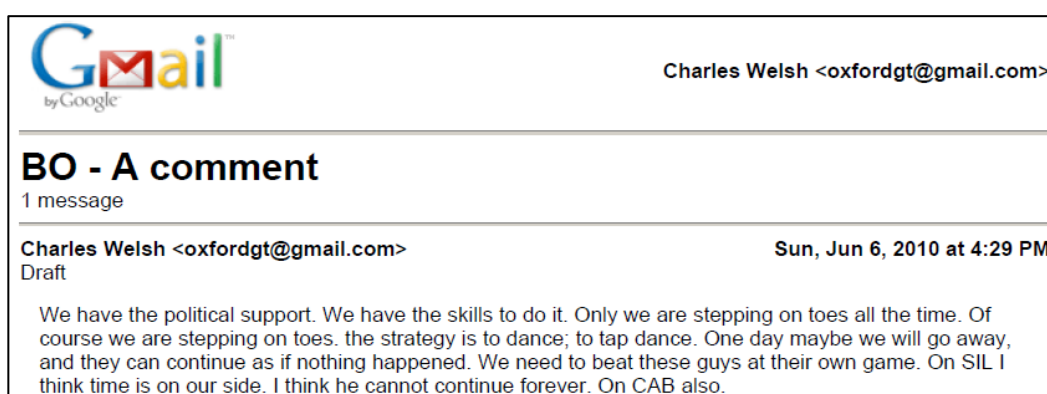 Gmail™
by Google
Charles Welsh <oxfordgt@gmail.com>
BO - A comment
1 message
Charles Welsh <oxfordgt@gmail.com>
Sun, Jun 6, 2010 at 4:29 PM
Draft
We have the political support. We have the skills to do it. Only we are stepping on toes all the time. Of
course we are stepping on toes. the strategy is to dance; to tap dance. One day maybe we will go away,
and they can continue as if nothing happened. We need to beat these guys at their own game. On SIL I
think time is on our side. I think he cannot continue forever. On CAB also.